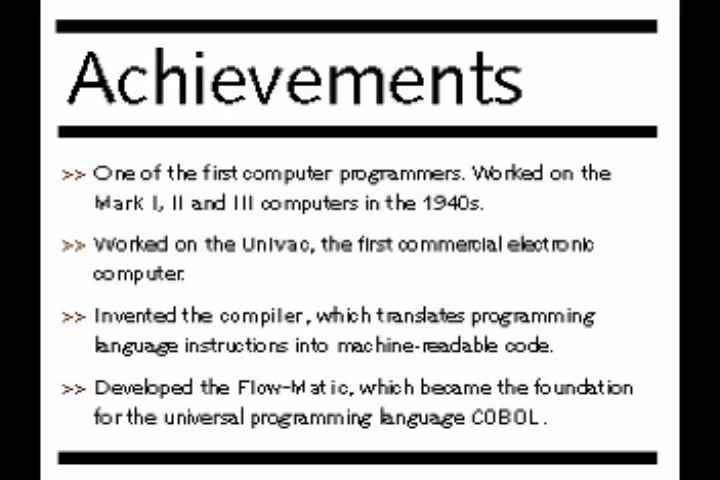 Achievements
>> One of the first computer programmers. Worked on the
Mark I, II and III computers in the 1940s.
>> Worked on the Univac, the first commercial electronic
computer.
>> Invented the compiler, which translates programming
language instructions into machine-readable code.
>> Developed the Flow-Matic, which became the foundation
for the universal programming language COBOL.